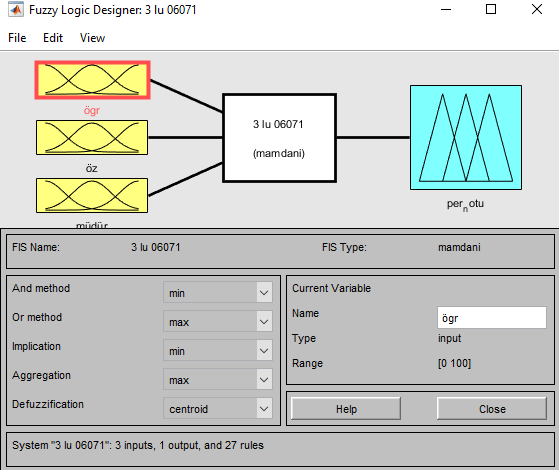 Fuzzy Logic Designer: 3 lu 06071
File Edit View
ögr
öz
müdür
3 lu 06071
(mamdani)
per_notu
FIS Name: 3 lu 06071 FIS Type: mamdani
And method min
Or method max
Implication min
Aggregation max
Defuzzification centroid
Current Variable
Name ögr
Type input
Range [0 100]
Help Close
System "3 lu 06071": 3 inputs, 1 output, and 27 rules